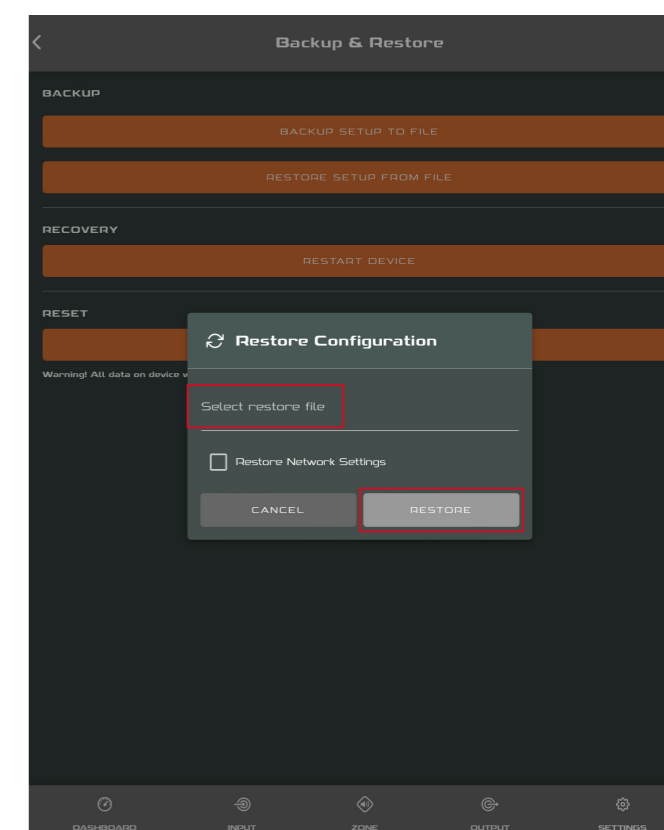 Backup & Restore
BACKUP
BACKUP SETUP TO FILE
RESTORE SETUP FROM FILE
RECOVERY
RESTART DEVICE
RESET
Restore Configuration
Warning! All data on device
Select restore file
Restore Network Settings
CANCEL
RESTORE
DASHBOARD
INPUT
ZONE
OUTPUT
SETTINGS